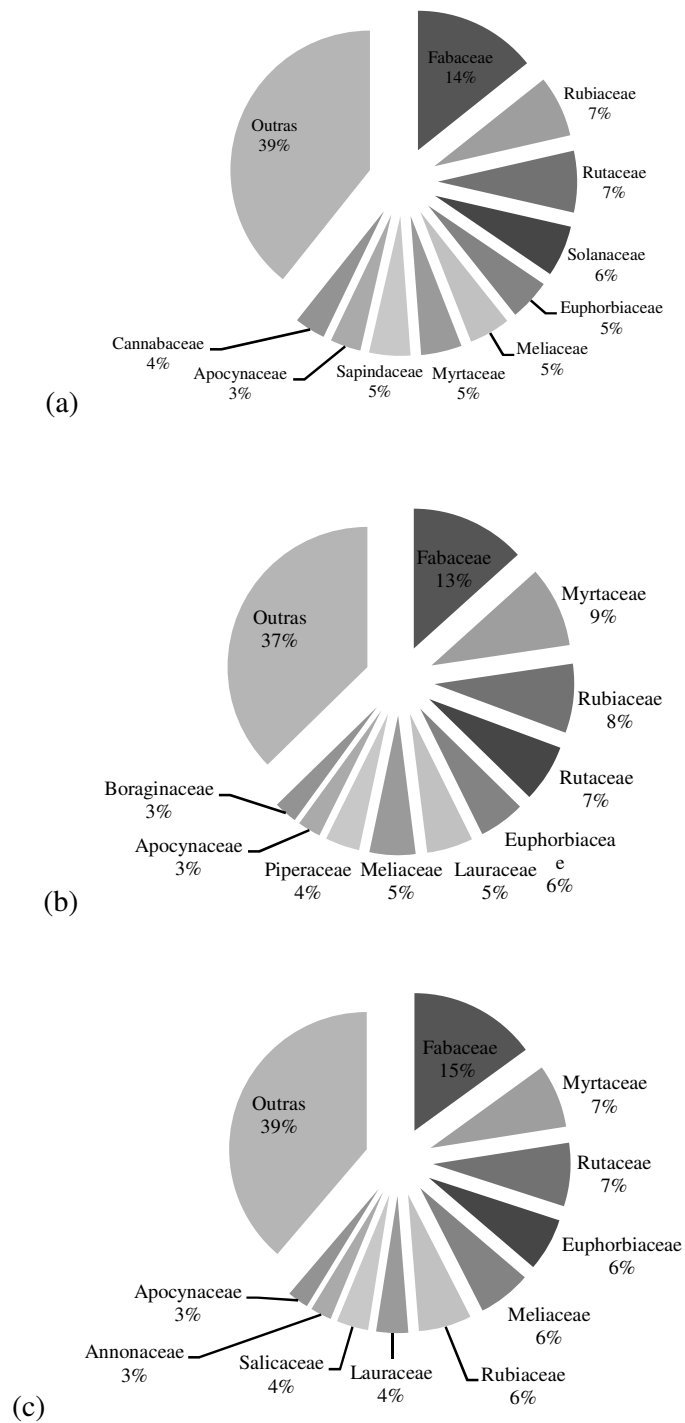 Fabaceae
14%
Rubiaceae
7%
Rutaceae
7%
Solanaceae
6%
Euphorbiaceae
5%
Meliaceae
5%
Myrtaceae
5%
Sapindaceae
5%
Apocynaceae
3%
Cannabaceae
4%
Outras
39%
(a)
Fabaceae
13%
Myrtaceae
9%
Rubiaceae
8%
Rutaceae
7%
Euphorbiacea
e
6%
Lauraceae
5%
Meliaceae
5%
Piperaceae
4%
Apocynaceae
3%
Boraginaceae
3%
Outras
37%
(b)
Fabaceae
15%
Myrtaceae
7%
Rutaceae
7%
Euphorbiaceae
6%
Meliaceae
6%
Rubiaceae
6%
Lauraceae
4%
Salicaceae
4%
Annonaceae
3%
Apocynaceae
3%
Outras
39%
(c)